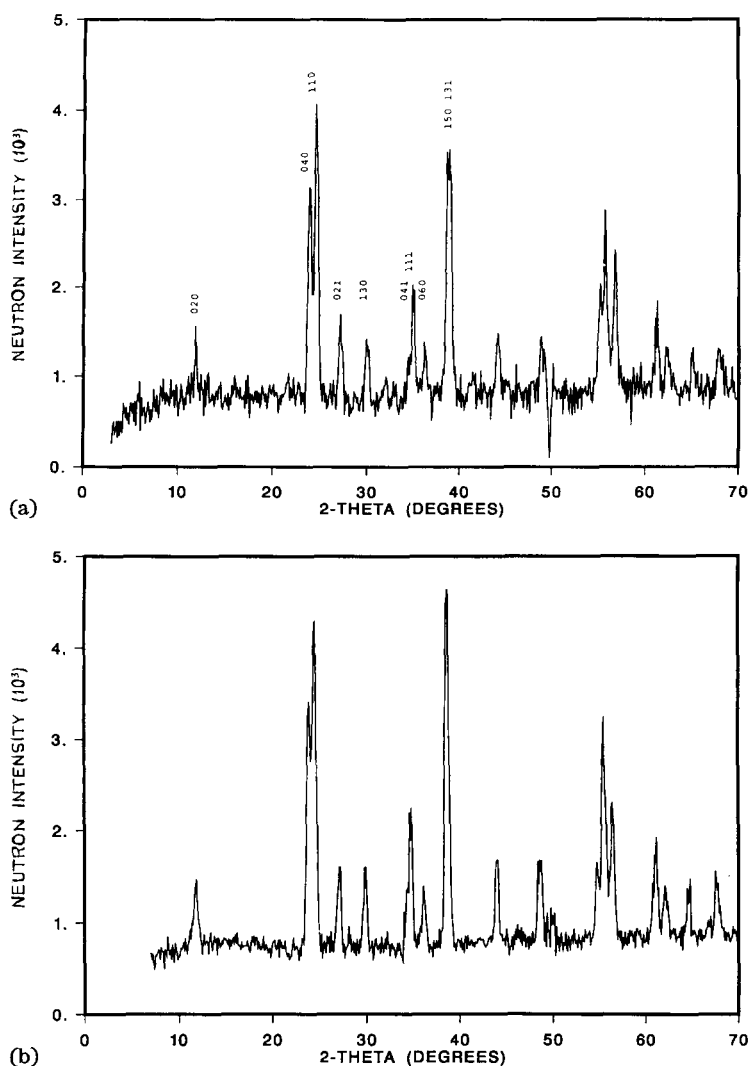 5.
4.
3.
2.
1.
0.
NEUTRON INTENSITY (10³)
020
040
110
021
130
041
111
060
150 131
0 10 20 30 40 50 60 70
2-THETA (DEGREES)
(a)
5.
4.
3.
2.
1.
0.
NEUTRON INTENSITY (10³)
0 10 20 30 40 50 60 70
2-THETA (DEGREES)
(b)